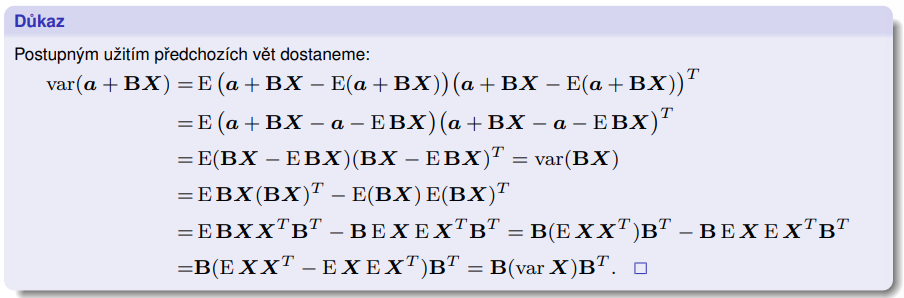 Důkaz
Postupným užitím předchozích vět dostaneme:
var(a + BX) = E (a + BX − E(a + BX))(a + BX − E(a + BX))^T
= E (a + BX − a − E BX)(a + BX − a − E BX)^T
= E(BX − E BX)(BX − E BX)^T = var(BX)
= E BX(BX)^T − E(BX) E(BX)^T
= E BXX^T B^T − B E X E X^T B^T = B(E XX^T)B^T − B E X E X^T B^T
=B(E XX^T − E X E X^T)B^T = B(var X)B^T. □